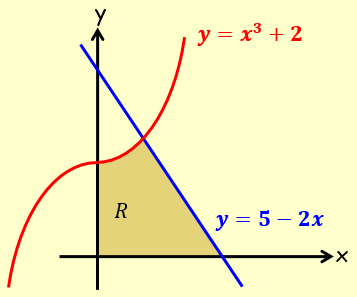 y
y = x³ + 2
R
y = 5 − 2x
x